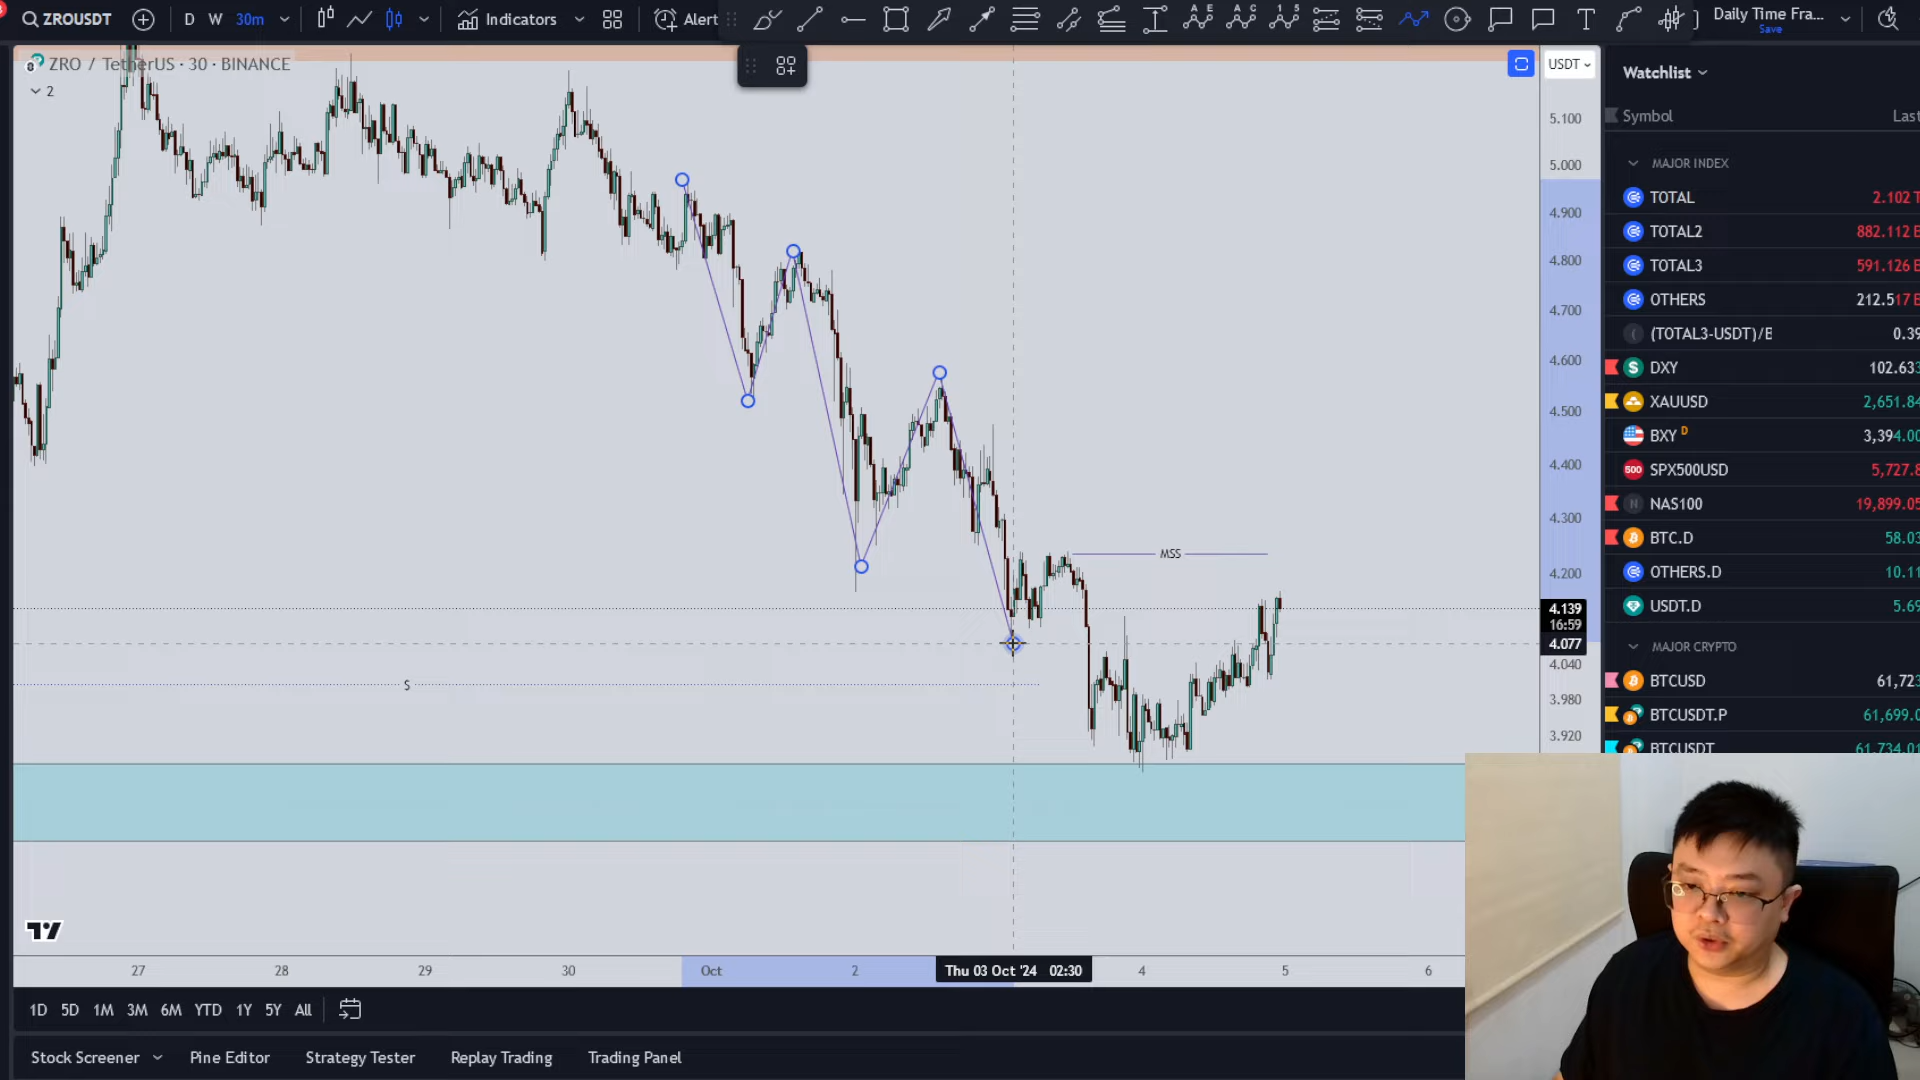 ZROUSDT D W 30m Indicators Alert Daily Time Fra...
Save
ZRO / TetherUS · 30 · BINANCE
2
USDT
5.100
5.000
4.900
4.800
4.700
4.600
4.500
4.400
4.300
4.200
4.139
16:59
4.077
4.040
3.980
3.920
MSS
$
27 28 29 30 Oct 2 Thu 03 Oct '24 02:30 4 5 6
1D 5D 1M 3M 6M YTD 1Y 5Y All
Stock Screener Pine Editor Strategy Tester Replay Trading Trading Panel
Watchlist
Symbol Last
MAJOR INDEX
TOTAL 2.102 T
TOTAL2 882.112 E
TOTAL3 591.126 E
OTHERS 212.517 E
(TOTAL3-USDT)/E 0.39
DXY 102.633
XAUUSD 2,651.84
BXY D 3,394.00
SPX500USD 5,727.8
NAS100 19,899.05
BTC.D 58.03
OTHERS.D 10.11
USDT.D 5.69
MAJOR CRYPTO
BTCUSD 61,723
BTCUSDT.P 61,699.0
BTCUSDT 61,734.01